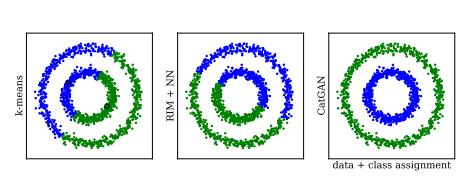 k-means
RIM + NN
CatGAN
data + class assignment